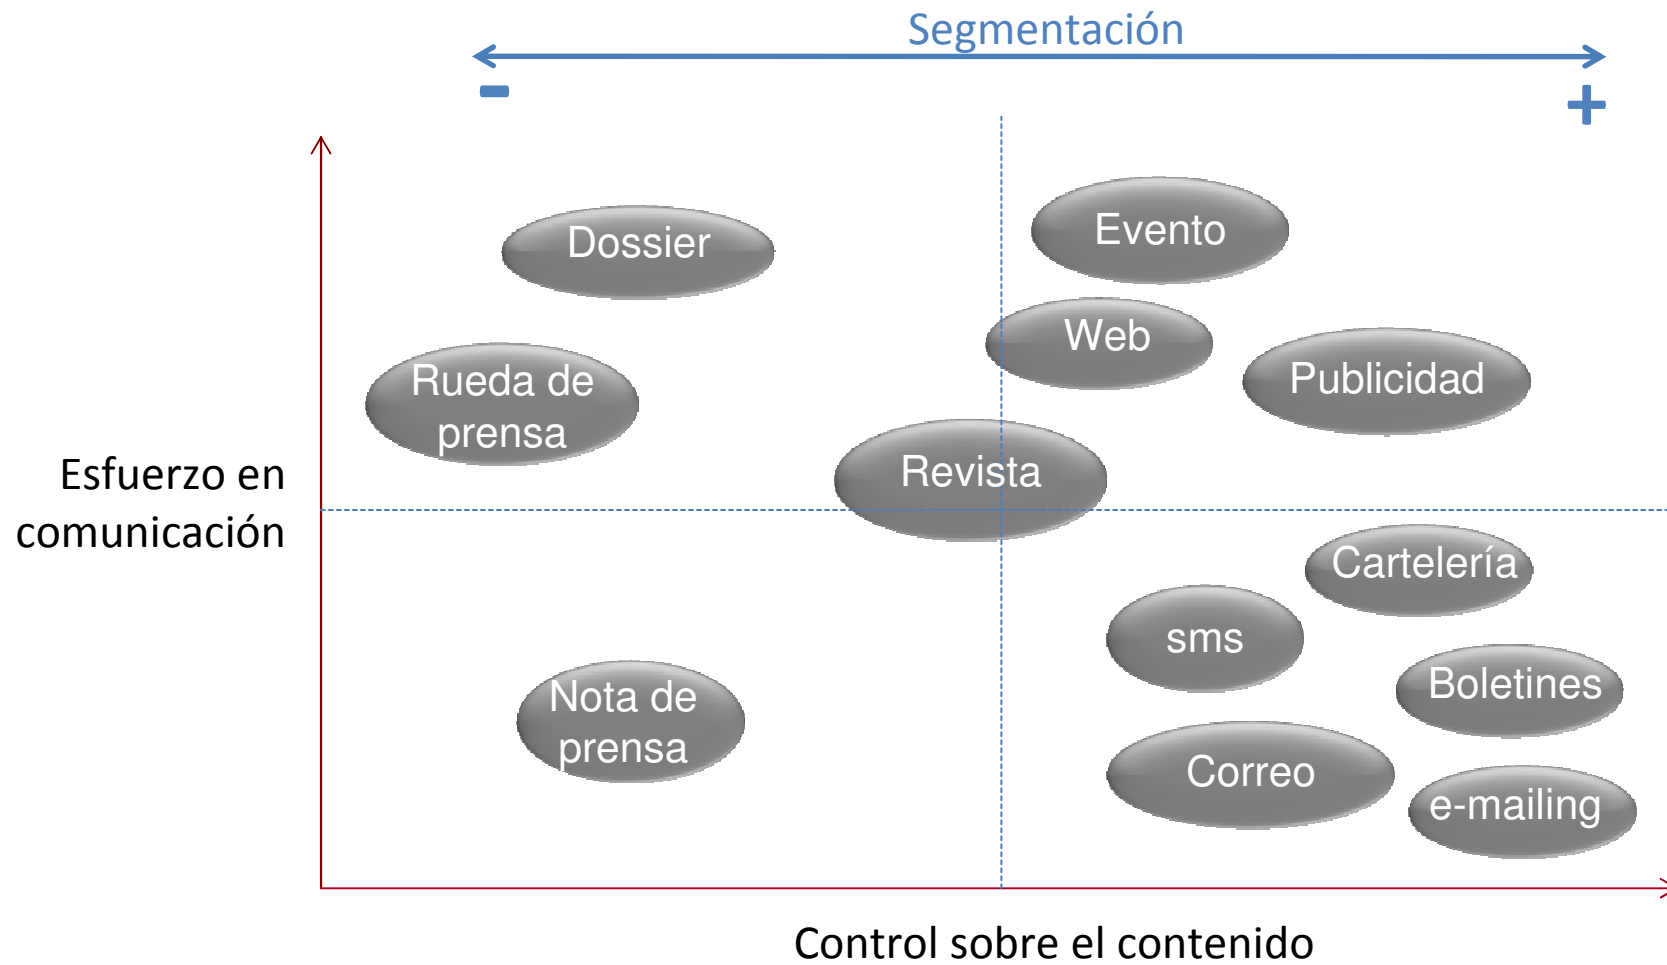 Segmentación
- +
Dossier
Evento
Web
Rueda de
prensa
Publicidad
Revista
Esfuerzo en
comunicación
Cartelería
sms
Boletines
Nota de
prensa
Correo
e-mailing
Control sobre el contenido